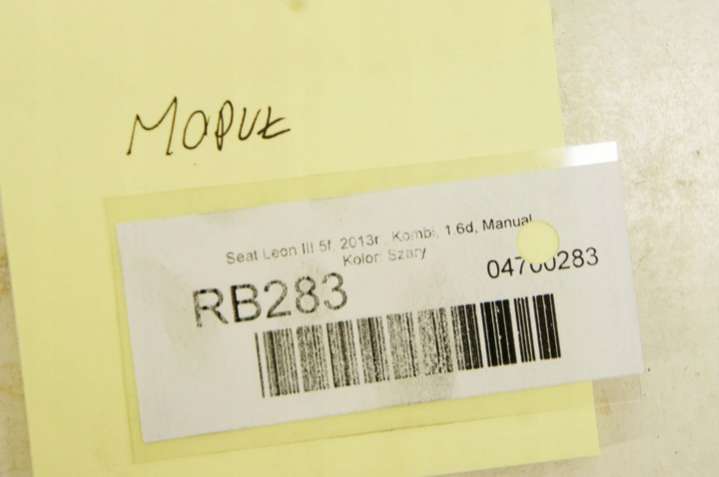 MODUŁ
Seat Leon III 5f, 2013r., Kombi, 1.6d, Manual
Kolor: Szary
RB283
04700283